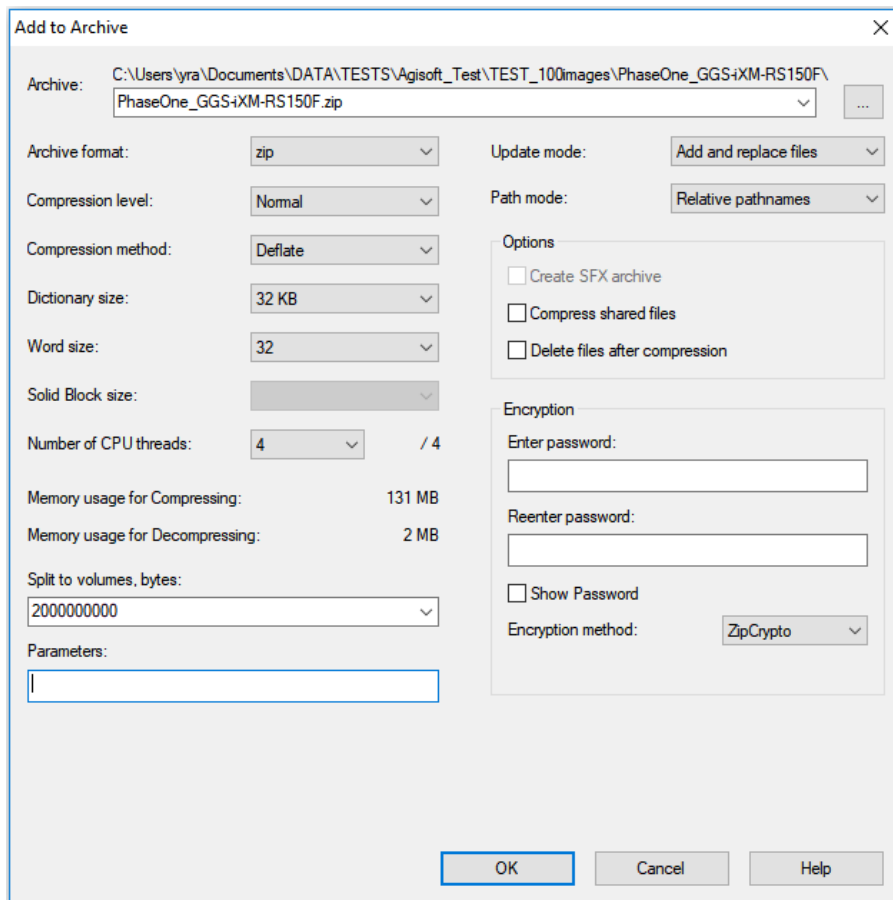 Add to Archive
Archive:
C:\Users\yra\Documents\DATA\TESTS\Agisoft_Test\TEST_100images\PhaseOne_GGS-iXM-RS150F\
PhaseOne_GGS-iXM-RS150F.zip
...
Archive format:
zip
Compression level:
Normal
Compression method:
Deflate
Dictionary size:
32 KB
Word size:
32
Solid Block size:
Number of CPU threads:
4
/ 4
Memory usage for Compressing:
131 MB
Memory usage for Decompressing:
2 MB
Split to volumes, bytes:
2000000000
Parameters:
Update mode:
Add and replace files
Path mode:
Relative pathnames
Options
Create SFX archive
Compress shared files
Delete files after compression
Encryption
Enter password:
Reenter password:
Show Password
Encryption method:
ZipCrypto
OK
Cancel
Help